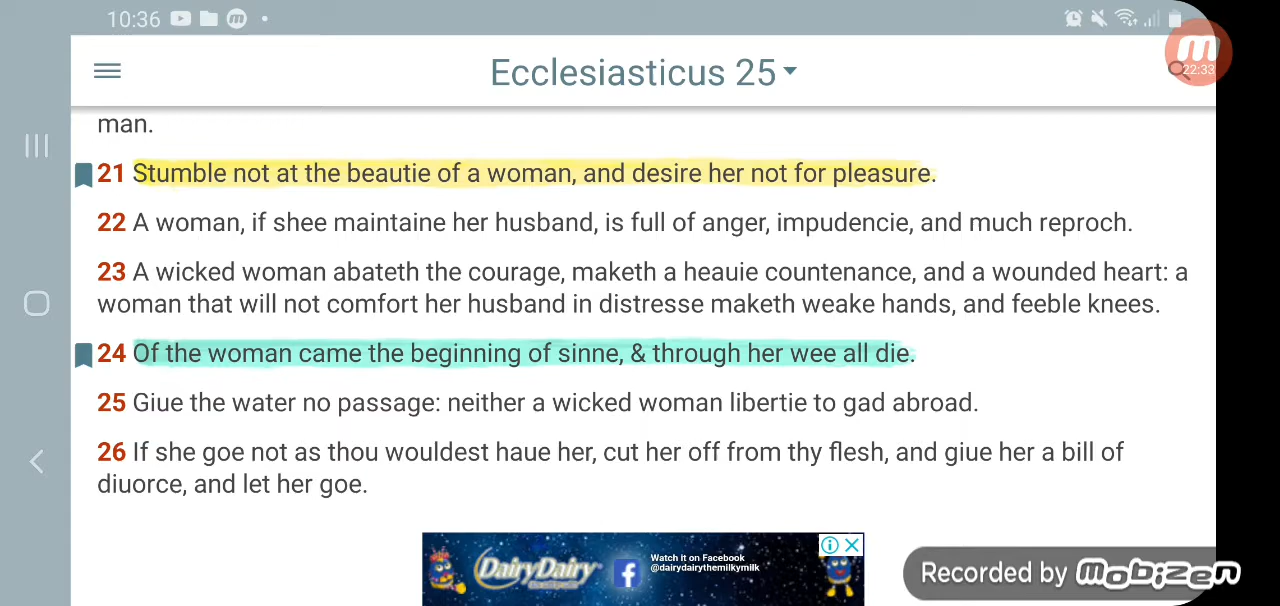 10:36
22:33
Ecclesiasticus 25
man.
21 Stumble not at the beautie of a woman, and desire her not for pleasure.
22 A woman, if shee maintaine her husband, is full of anger, impudencie, and much reproch.
23 A wicked woman abateth the courage, maketh a heauie countenance, and a wounded heart: a
woman that will not comfort her husband in distresse maketh weake hands, and feeble knees.
24 Of the woman came the beginning of sinne, & through her wee all die.
25 Giue the water no passage: neither a wicked woman libertie to gad abroad.
26 If she goe not as thou wouldest haue her, cut her off from thy flesh, and giue her a bill of
diuorce, and let her goe.
DairyDairy
Watch it on Facebook
@dairydairythemilkymilk
Recorded by Mobizen